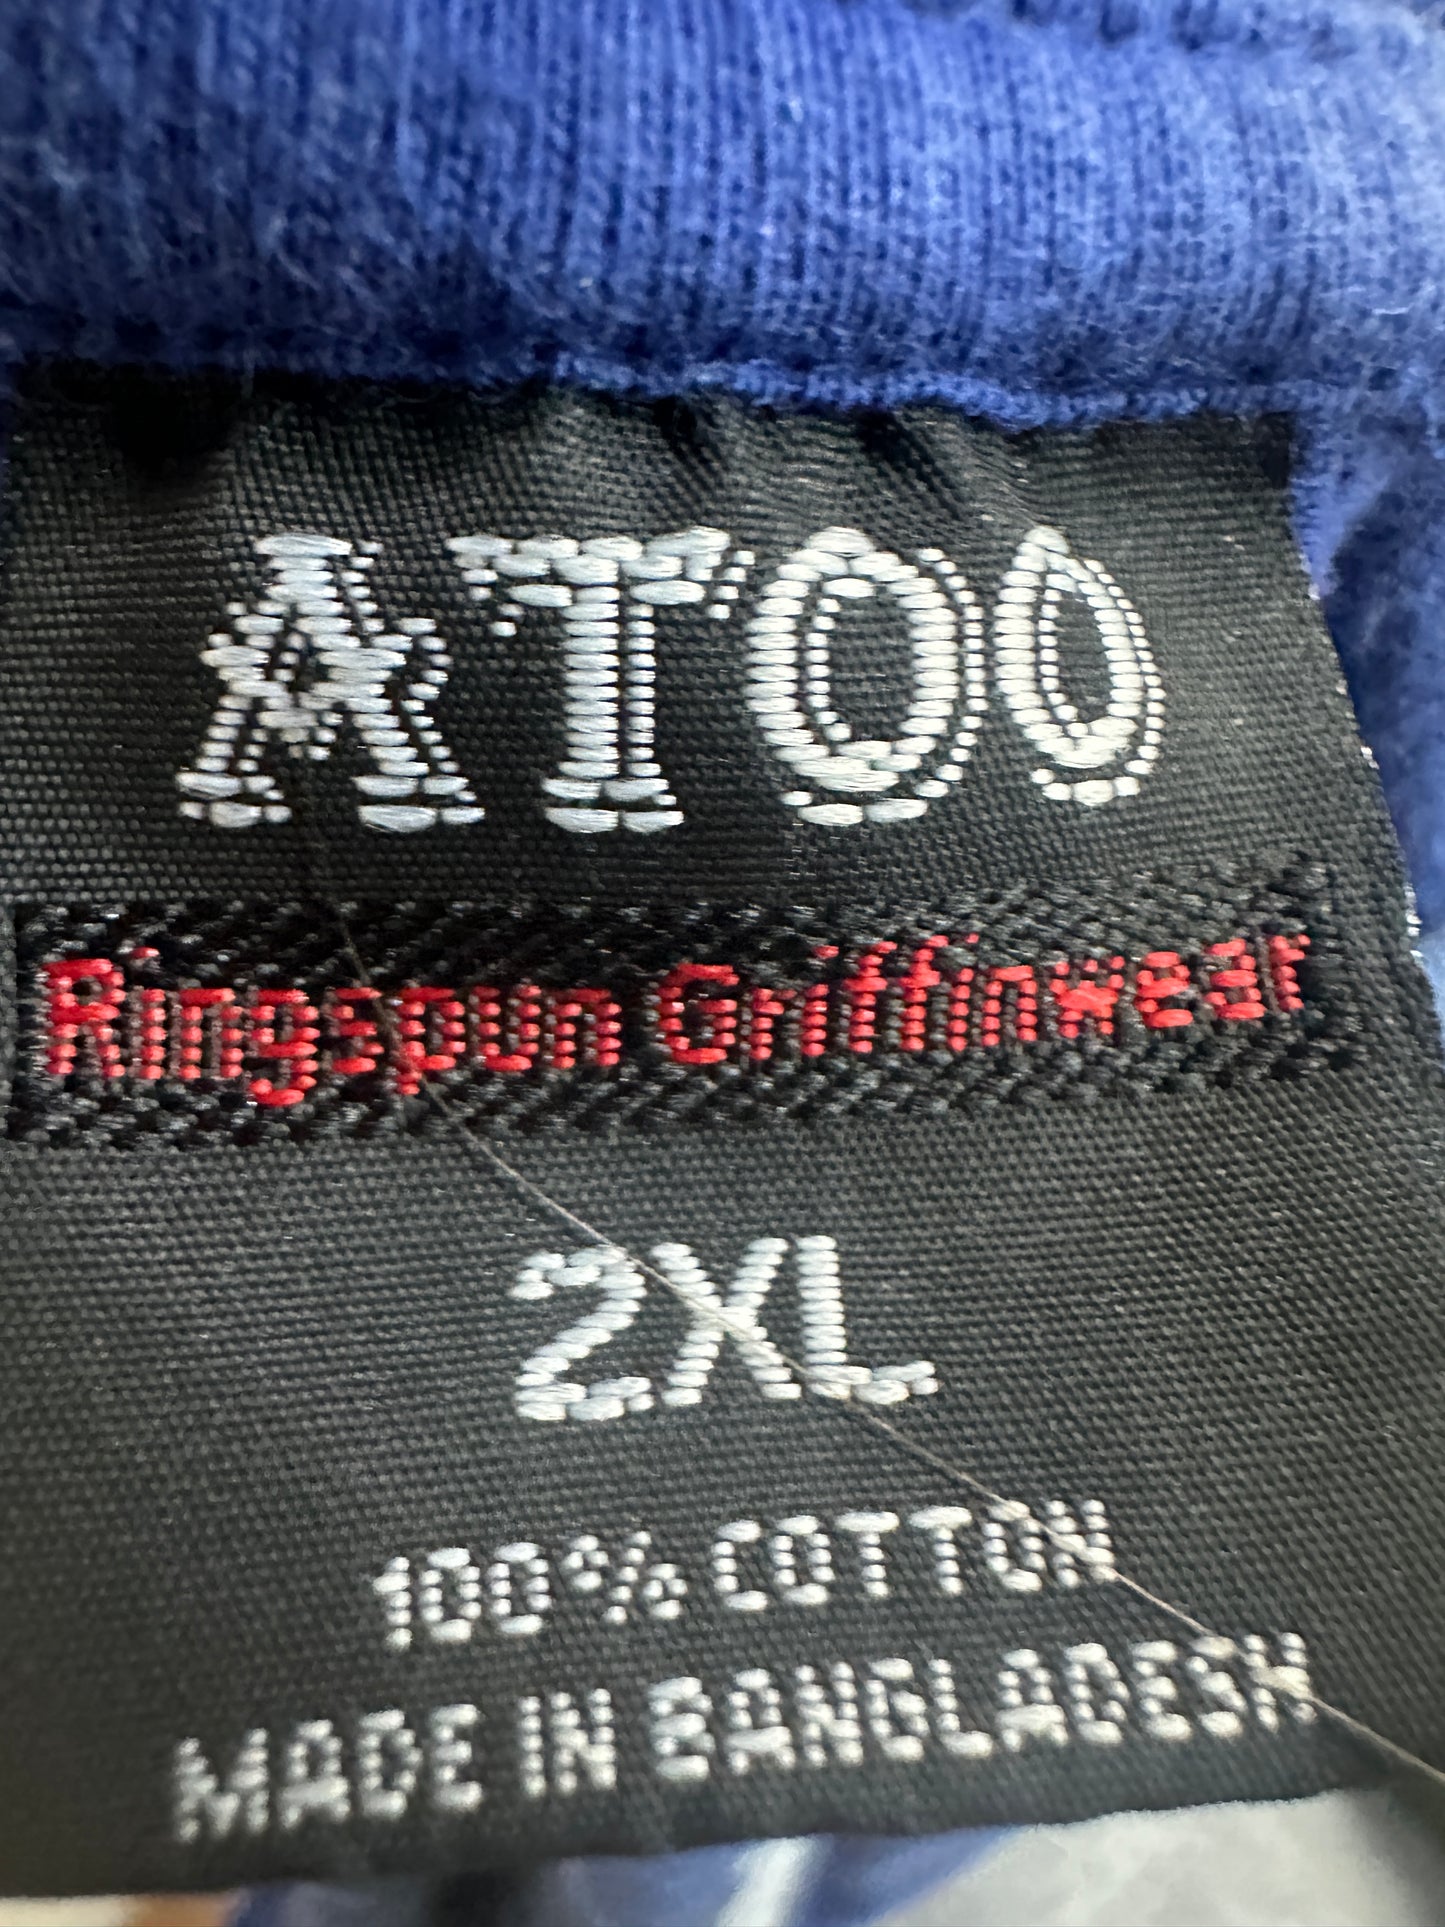 ATOO
Ringspun Griffinwear
2XL
100% COTTON
MADE IN BANGLADESH